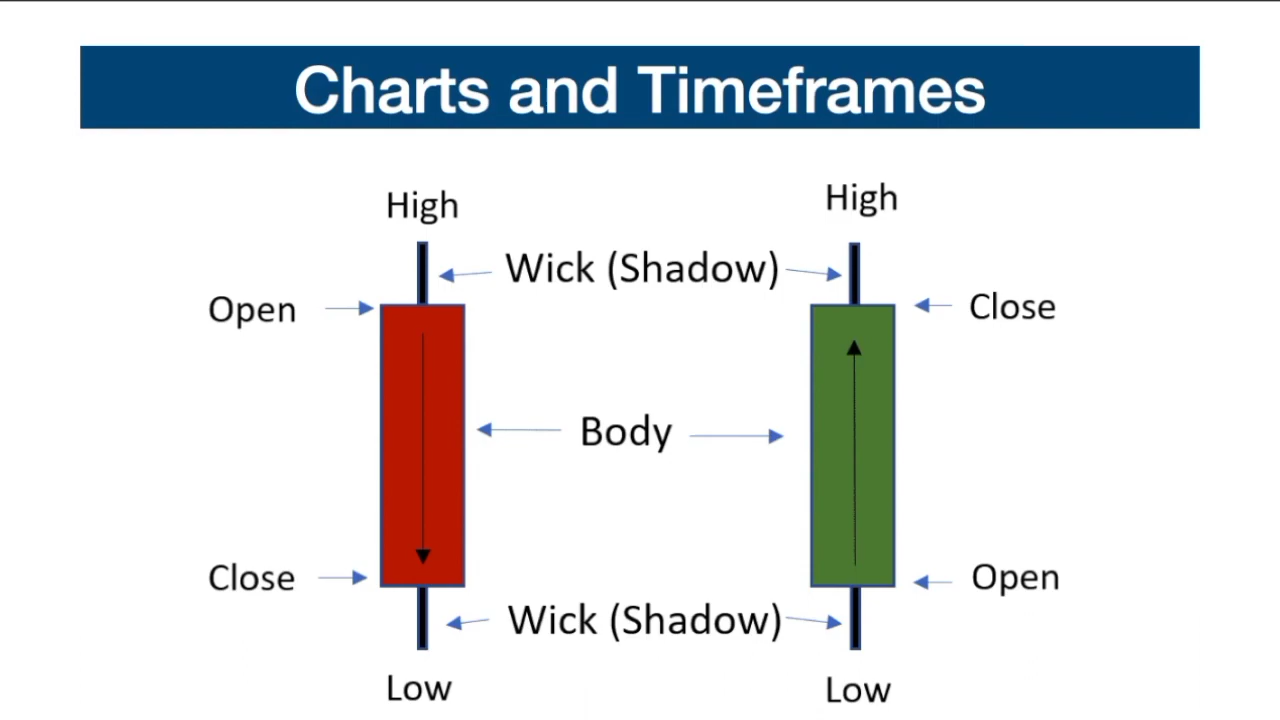 Charts and Timeframes
High
High
Wick (Shadow)
Open
Close
Body
Close
Open
Wick (Shadow)
Low
Low